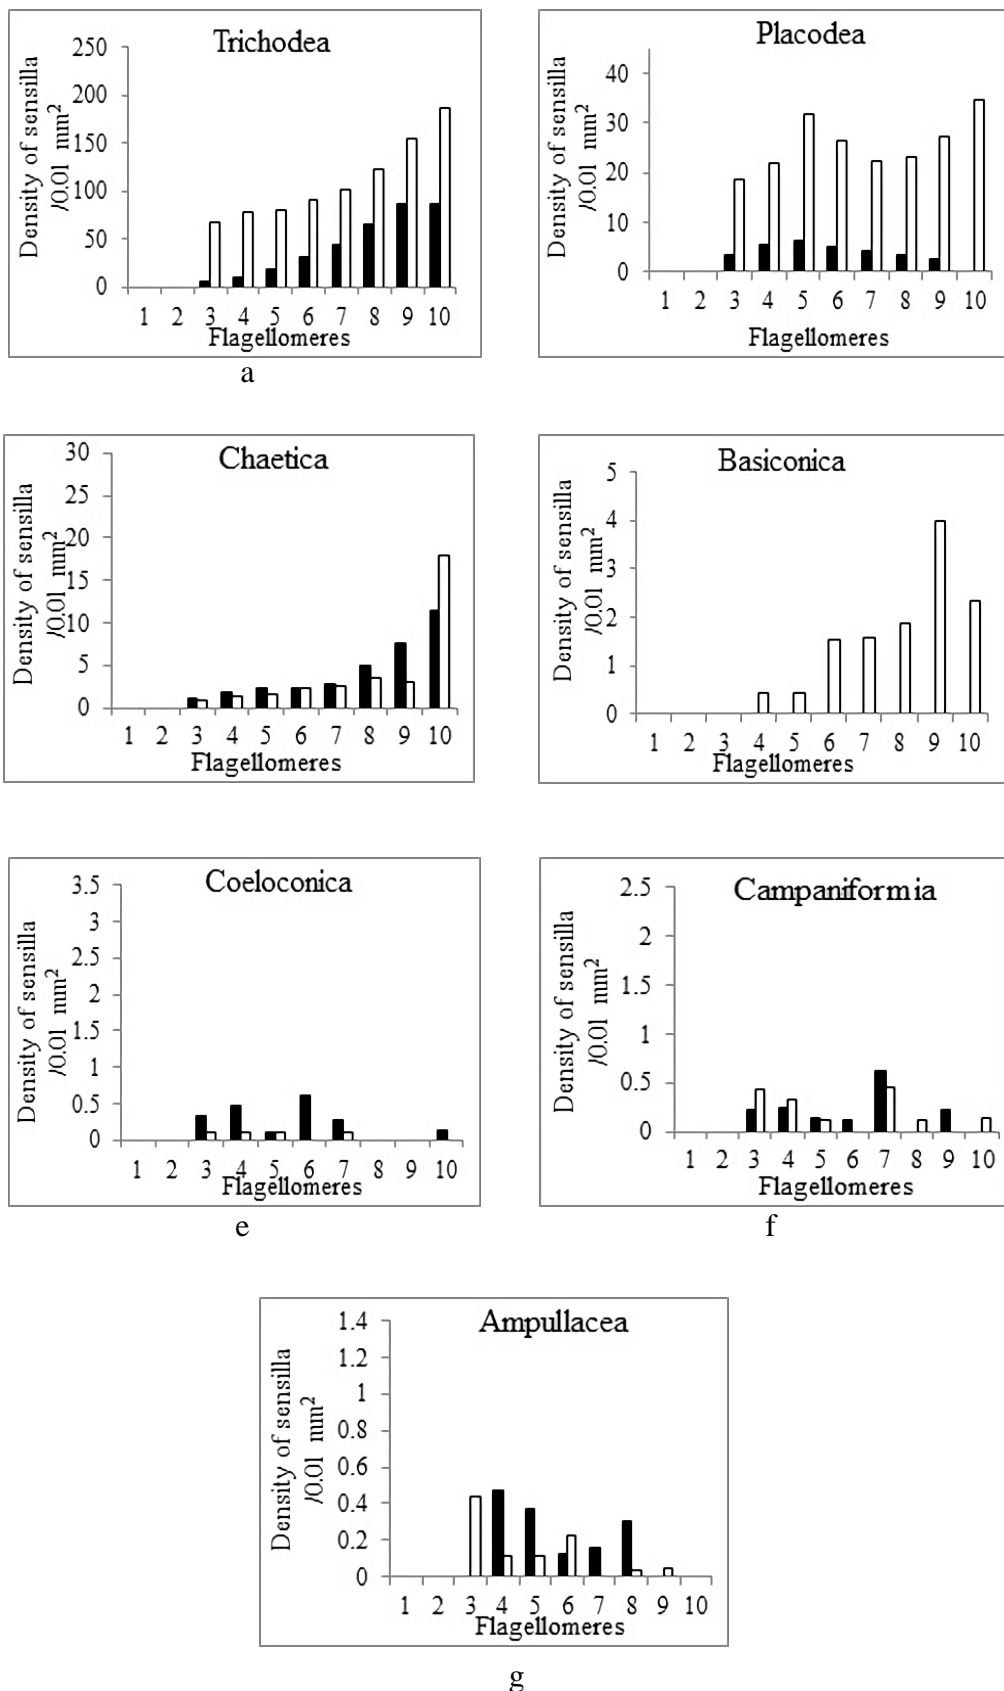 Trichodea
Density of sensilla
/0.01 mm²
250
200
150
100
50
0
1 2 3 4 5 6 7 8 9 10
Flagellomeres
a
Placodea
Density of sensilla
/0.01 mm²
40
30
20
10
0
1 2 3 4 5 6 7 8 9 10
Flagellomeres
Chaetica
Density of sensilla
/0.01 mm²
30
25
20
15
10
5
0
1 2 3 4 5 6 7 8 9 10
Flagellomeres
Basiconica
Density of sensilla
/0.01 mm²
5
4
3
2
1
0
1 2 3 4 5 6 7 8 9 10
Flagellomeres
Coeloconica
Density of sensilla
/0.01 mm²
3.5
3
2.5
2
1.5
1
0.5
0
1 2 3 4 5 6 7 8 9 10
Flagellomeres
e
Campaniformia
Density of sensilla
/0.01 mm²
2.5
2
1.5
1
0.5
0
1 2 3 4 5 6 7 8 9 10
Flagellomeres
f
Ampullacea
Density of sensilla
/0.01 mm²
1.4
1.2
1
0.8
0.6
0.4
0.2
0
1 2 3 4 5 6 7 8 9 10
Flagellomeres
g